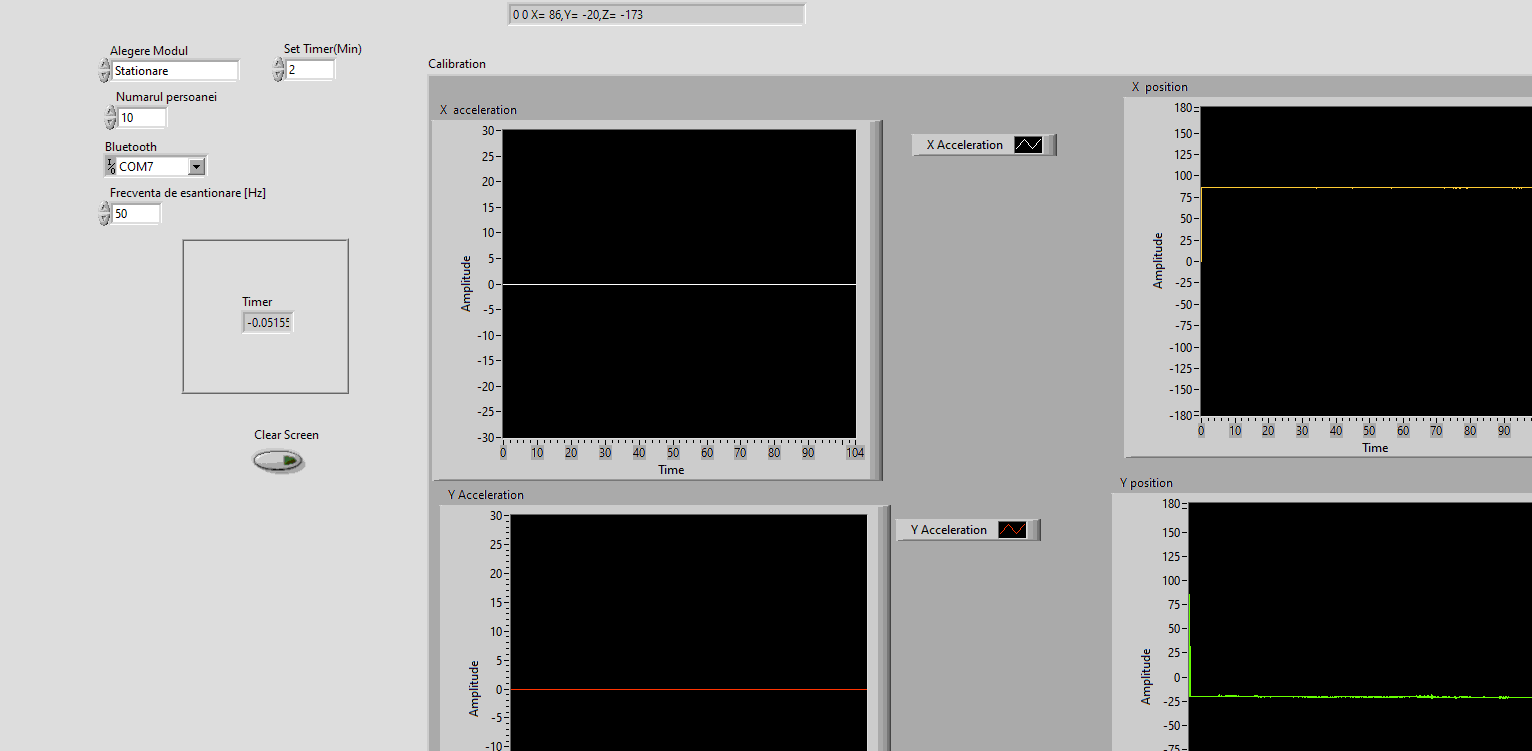 0 0 X= 86,Y= -20,Z= -173
Alegere Modul
Stationare
Set Timer(Min)
2
Numarul persoanei
10
Bluetooth
COM7
Frecventa de esantionare [Hz]
50
Timer
-0.05155
Clear Screen
Calibration
X acceleration
30
25
20
15
10
5
0
-5
-10
-15
-20
-25
-30
Amplitude
0 10 20 30 40 50 60 70 80 90 104
Time
X Acceleration
X position
180
150
125
100
75
50
25
0
-25
-50
-75
-100
-125
-150
-180
Amplitude
0 10 20 30 40 50 60 70 80 90
Time
Y Acceleration
30
25
20
15
10
5
0
-5
-10
Amplitude
Y Acceleration
Y position
180
150
125
100
75
50
25
0
-25
-50
-75
Amplitude